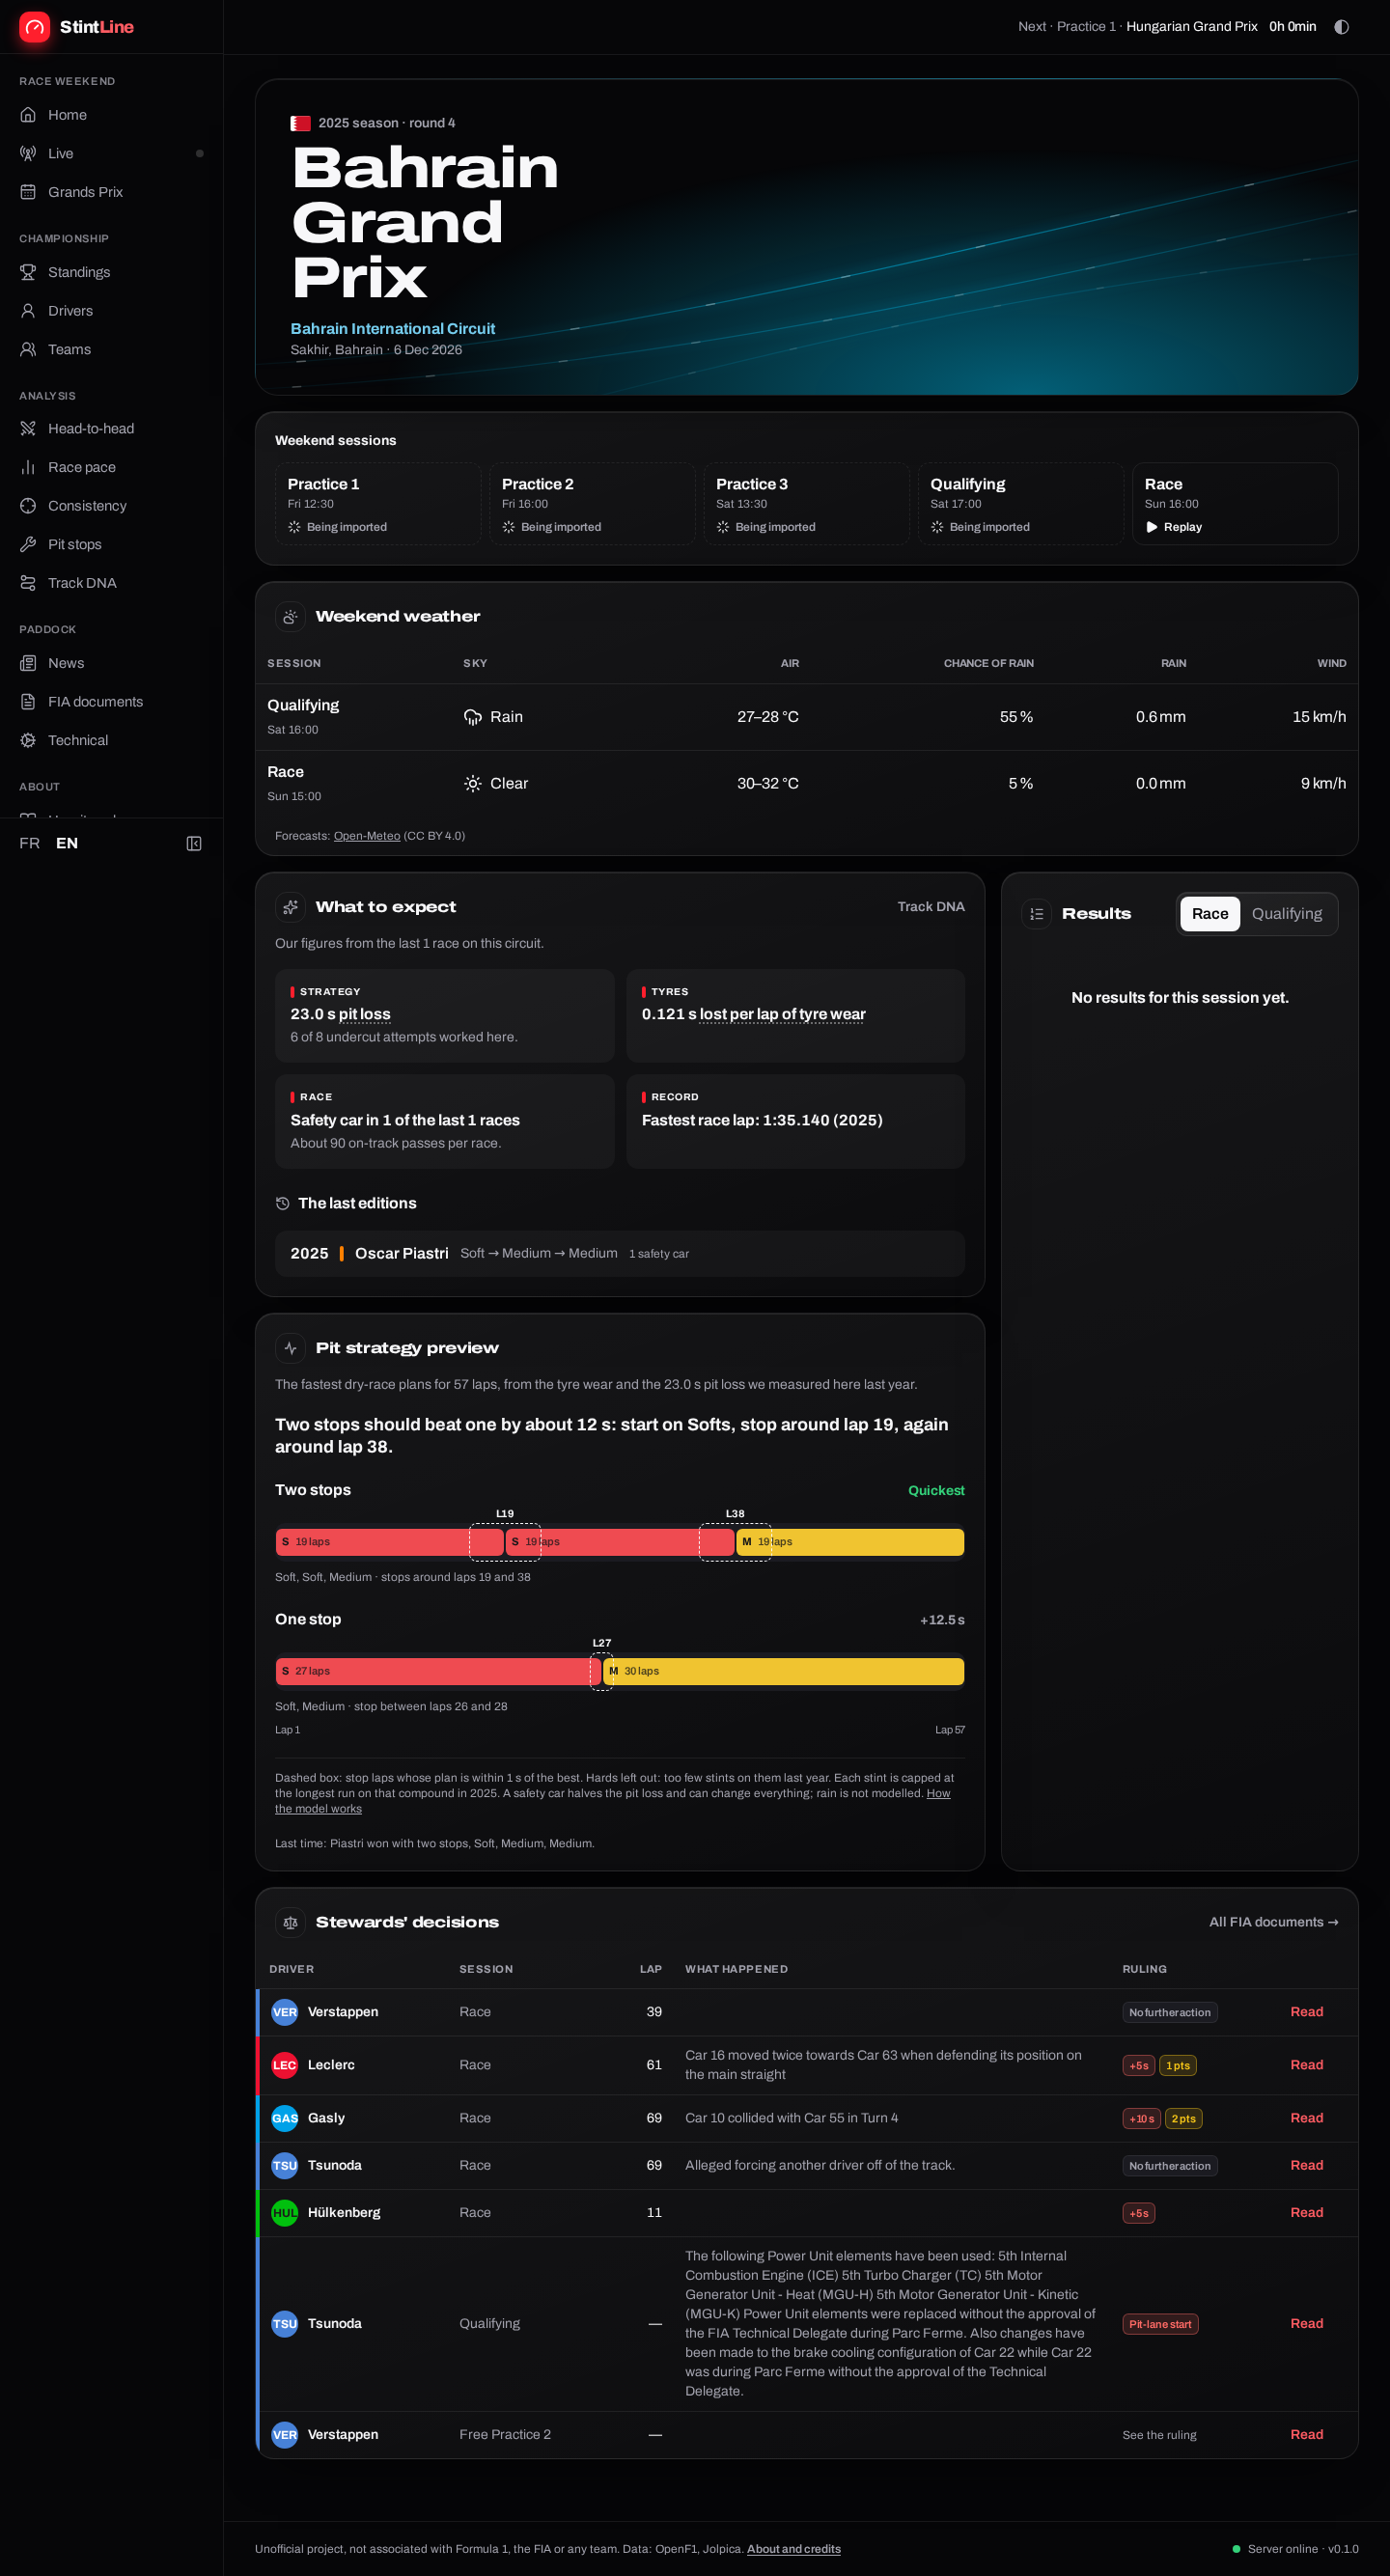 StintLine
Next · Practice 1 · Hungarian Grand Prix 0h 0min
RACE WEEKEND
Home
Live
Grands Prix
CHAMPIONSHIP
Standings
Drivers
Teams
ANALYSIS
Head-to-head
Race pace
Consistency
Pit stops
Track DNA
PADDOCK
News
FIA documents
Technical
ABOUT
FR EN
2025 season · round 4
Bahrain
Grand
Prix
Bahrain International Circuit
Sakhir, Bahrain · 6 Dec 2026
Weekend sessions
Practice 1
Fri 12:30
Being imported
Practice 2
Fri 16:00
Being imported
Practice 3
Sat 13:30
Being imported
Qualifying
Sat 17:00
Being imported
Race
Sun 16:00
Replay
Weekend weather
SESSION SKY AIR CHANCE OF RAIN RAIN WIND
Qualifying
Sat 16:00
Rain 27–28 °C 55 % 0.6 mm 15 km/h
Race
Sun 15:00
Clear 30–32 °C 5 % 0.0 mm 9 km/h
Forecasts: Open-Meteo (CC BY 4.0)
What to expect Track DNA
Our figures from the last 1 race on this circuit.
STRATEGY
23.0 s pit loss
6 of 8 undercut attempts worked here.
TYRES
0.121 s lost per lap of tyre wear
RACE
Safety car in 1 of the last 1 races
About 90 on-track passes per race.
RECORD
Fastest race lap: 1:35.140 (2025)
The last editions
2025 Oscar Piastri Soft → Medium → Medium 1 safety car
Results Race Qualifying
No results for this session yet.
Pit strategy preview
The fastest dry-race plans for 57 laps, from the tyre wear and the 23.0 s pit loss we measured here last year.
Two stops should beat one by about 12 s: start on Softs, stop around lap 19, again
around lap 38.
Two stops Quickest
L19 L38
S 19 laps S 19 laps M 19 laps
Soft, Soft, Medium · stops around laps 19 and 38
One stop +12.5 s
L27
S 27 laps M 30 laps
Soft, Medium · stop between laps 26 and 28
Lap 1 Lap 57
Dashed box: stop laps whose plan is within 1 s of the best. Hards left out: too few stints on them last year. Each stint is capped at
the longest run on that compound in 2025. A safety car halves the pit loss and can change everything; rain is not modelled. How
the model works
Last time: Piastri won with two stops, Soft, Medium, Medium.
Stewards' decisions All FIA documents →
DRIVER SESSION LAP WHAT HAPPENED RULING
VER Verstappen Race 39 No further action Read
LEC Leclerc Race 61 Car 16 moved twice towards Car 63 when defending its position on
the main straight +5 s 1 pts Read
GAS Gasly Race 69 Car 10 collided with Car 55 in Turn 4 +10 s 2 pts Read
TSU Tsunoda Race 69 Alleged forcing another driver off of the track. No further action Read
HUL Hülkenberg Race 11 +5 s Read
TSU Tsunoda Qualifying — The following Power Unit elements have been used: 5th Internal
Combustion Engine (ICE) 5th Turbo Charger (TC) 5th Motor
Generator Unit - Heat (MGU-H) 5th Motor Generator Unit - Kinetic
(MGU-K) Power Unit elements were replaced without the approval of
the FIA Technical Delegate during Parc Ferme. Also changes have
been made to the brake cooling configuration of Car 22 while Car 22
was during Parc Ferme without the approval of the Technical
Delegate. Pit-lane start Read
VER Verstappen Free Practice 2 — See the ruling Read
Unofficial project, not associated with Formula 1, the FIA or any team. Data: OpenF1, Jolpica. About and credits
Server online · v0.1.0